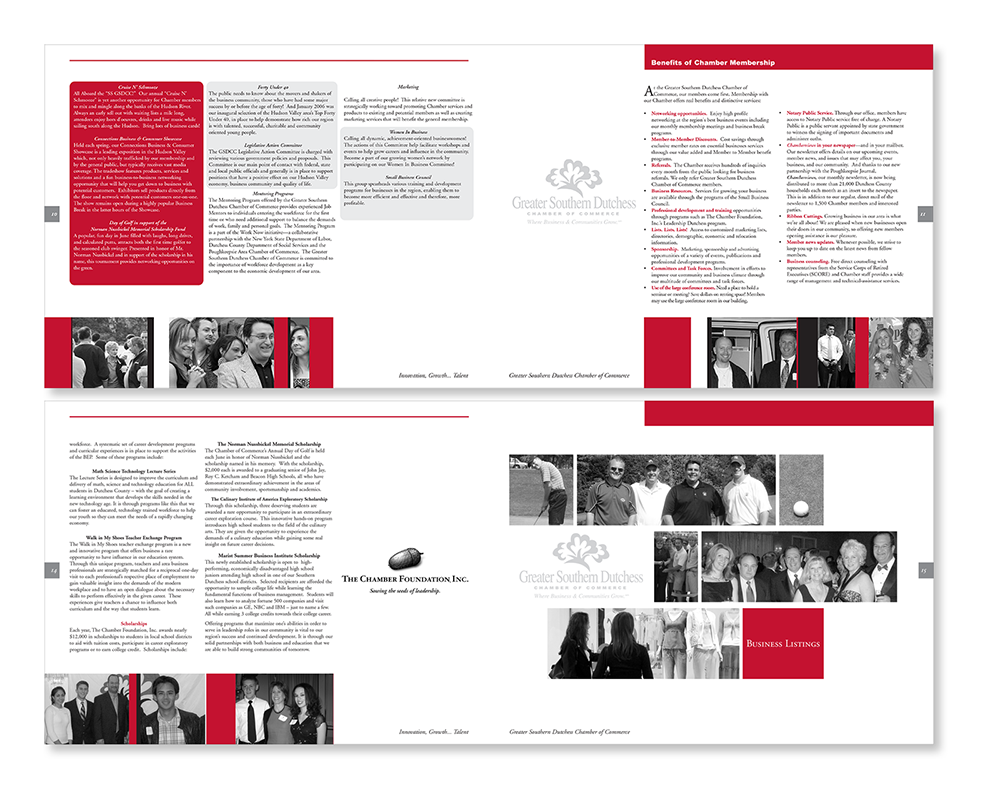 Cruise N' Schmooze
All Aboard the "SS GSDCC!" Our annual "Cruise N'
Schmooze" is yet another opportunity for Chamber members
to mix and mingle along the banks of the Hudson River.
Always an early sell out with waiting lists a mile long,
attendees enjoy hors d' oeuvres, drinks and live music while
sailing south along the Hudson. Bring lots of business cards!
Connections Business & Consumer Showcase
Held each spring, our Connections Business & Consumer
Showcase is a leading exposition in the Hudson Valley
which, not only heavily trafficked by our membership and
by the general public, but typically receives vast media
coverage. The tradeshow features products, services and
solutions and a fun business-to-business networking
opportunity that will help you get down to business with
potential customers. Exhibitors sell products directly from
the floor and network with potential customers one-on-one.
The show remains open during a highly popular Business
Break in the latter hours of the Showcase.
Day of Golf in support of the
Norman Nussbickel Memorial Scholarship Fund
A popular, fun day in June filled with laughs, long drives,
and calculated putts, attracts both the first time golfer to
the seasoned club swinger. Presented in honor of Mr.
Norman Nussbickel and in support of the scholarship in his
name, this tournament provides networking opportunities on
the green.
Forty Under 40
The public needs to know about the movers and shakers of
the business community, those who have had some major
success by or before the age of forty! And January 2006 was
our inaugural selection of the Hudson Valley area's Top Forty
Under 40, in place to help demonstrate how rich our region
is with talented, successful, charitable and community
oriented young people.
Legislative Action Committee
The GSDCC Legislative Action Committee is charged with
reviewing various government policies and proposals. This
Committee is our main point of contact with federal, state
and local public officials and generally is in place to support
positions that have a positive effect on our Hudson Valley
economy, business community and quality of life.
Mentoring Programs
The Mentoring Program offered by the Greater Southern
Dutchess Chamber of Commerce provides experienced Job
Mentors to individuals entering the workforce for the first
time or who need additional support to balance the demands
of work, family and personal goals. The Mentoring Program
is a part of the Work Now initiative—a collaborative
partnership with the New York State Department of Labor,
Dutchess County Department of Social Services and the
Poughkeepsie Area Chamber of Commerce. The Greater
Southern Dutchess Chamber of Commerce is committed to
the importance of workforce development as a key
component to the economic development of our area.
Marketing
Calling all creative people! This relative new committee is
strategically working toward promoting Chamber services and
products to existing and potential members as well as creating
marketing services that will benefit the general membership.
Women In Business
Calling all dynamic, achievement-oriented businesswomen!
The actions of this Committee help facilitate workshops and
events to help grow careers and influence in the community.
Become a part of our growing women's network by
participating on our Women In Business Committee!
Small Business Council
This group spearheads various training and development
programs for businesses in the region, enabling them to
become more efficient and effective and therefore, more
profitable.
10
Innovation, Growth... Talent
Greater Southern Dutchess
CHAMBER OF COMMERCE
Where Business & Communities Grow.™
Greater Southern Dutchess Chamber of Commerce
Benefits of Chamber Membership
At the Greater Southern Dutchess Chamber of
Commerce, our members come first. Membership with
our Chamber offers real benefits and distinctive services:
• Networking opportunities. Enjoy high profile
networking at the region's best business events including
our monthly membership meetings and business break
programs.
• Member-to-Member Discounts. Cost savings through
exclusive member rates on essential businesses services
through our value added and Member to Member benefit
programs.
• Referrals. The Chamber receives hundreds of inquiries
every month from the public looking for business
referrals. We only refer Greater Southern Dutchess
Chamber of Commerce members.
• Business Resources. Services for growing your business
are available through the programs of the Small Business
Council.
• Professional development and training opportunities
through programs such as The Chamber Foundation,
Inc.'s Leadership Dutchess program.
• Lists, Lists, Lists! Access to customized marketing lists,
directories, demographic, economic and relocation
information.
• Sponsorship. Marketing, sponsorship and advertising
opportunities of a variety of events, publications and
professional development programs.
• Committees and Task Forces. Involvement in efforts to
improve our community and business climate through
our multitude of committees and task forces.
• Use of the large conference room. Need a place to hold a
seminar or meeting? Save dollars on renting space! Members
may use the large conference room in our building.
• Notary Public Service. Through our office, members have
access to Notary Public service free of charge. A Notary
Public is a public servant appointed by state government
to witness the signing of important documents and
administer oaths.
• Chamberwise in your newspaper—and in your mailbox.
Our newsletter offers details on our upcoming events,
member news, and issues that may affect you, your
business, and our community. And thanks to our new
partnership with the Poughkeepsie Journal,
Chamberwise, our monthly newsletter, is now being
distributed to more than 21,000 Dutchess County
households each month as an insert to the newspaper.
This is in addition to our regular, direct mail of the
newsletter to 1,500 Chamber members and interested
parties.
• Ribbon Cuttings. Growing business in our area is what
we're all about! We are pleased when new businesses open
their doors in our community, so offering new members
opening assistance is our pleasure.
• Member news updates. Whenever possible, we strive to
keep you up to date on the latest news from fellow
members.
• Business counseling. Free direct counseling with
representatives from the Service Corps of Retired
Executives (SCORE) and Chamber staff provides a wide
range of management and technical-assistance services.
11
workforce. A systematic set of career development programs
and curricular experiences is in place to support the activities
of the BEP. Some of these programs include:
Math Science Technology Lecture Series
The Lecture Series is designed to improve the curriculum and
delivery of math, science and technology education for ALL
students in Dutchess County – with the goal of creating a
learning environment that develops the skills needed in the
new technology age. It is through programs like this that we
can foster an educated, technology trained workforce to help
our youth so they can meet the needs of a rapidly changing
economy.
Walk in My Shoes Teacher Exchange Program
The Walk in My Shoes teacher exchange program is a new
and innovative program that offers business a rare
opportunity to have influence in our education system.
Through this unique program, teachers and area business
professionals are strategically matched for a reciprocal one-day
visit to each professional's respective place of employment to
gain valuable insight into the demands of the modern
workplace and to have an open dialogue about the necessary
skills to perform effectively in the given career. These
experiences give teachers a chance to influence both
curriculum and the way that students learn.
Scholarships
Each year, The Chamber Foundation, Inc. awards nearly
$12,000 in scholarships to students in local school districts
to aid with tuition costs, participate in career exploratory
programs or to earn college credit. Scholarships include:
The Norman Nussbickel Memorial Scholarship
The Chamber of Commerce's Annual Day of Golf is held
each June in honor of Norman Nussbickel and the
scholarship named in his memory. With the scholarship,
$2,000 each is awarded to a graduating senior of John Jay,
Roy C. Ketcham and Beacon High Schools, all who have
demonstrated extraordinary achievement in the areas of
community involvement, sportsmanship and academics.
The Culinary Institute of America Exploratory Scholarship
Through this scholarship, three deserving students are
awarded a rare opportunity to participate in an extraordinary
career exploration course. This innovative hands-on program
introduces high school students to the field of the culinary
arts. They are given the opportunity to experience the
demands of a culinary education while gaining some real
insight on future career decisions.
Marist Summer Business Institute Scholarship
This newly established scholarship is open to high-
performing, economically disadvantaged high school
juniors attending high school in one of our Southern
Dutchess school districts. Selected recipients are afforded the
opportunity to sample college life while learning the
fundamental functions of business management. Students will
also learn how to analyze fortune 500 companies and visit
such companies as GE, NBC and IBM – just to name a few.
All while earning 3 college credits towards their college career.
Offering programs that maximize one's abilities in order to
serve in leadership roles in our community is vital to our
region's success and continued development. It is through our
solid partnerships with both business and education that we
are able to build strong communities of tomorrow.
14
THE CHAMBER FOUNDATION, INC.
Sowing the seeds of leadership.
Innovation, Growth... Talent
Greater Southern Dutchess
CHAMBER OF COMMERCE
Where Business & Communities Grow.™
BUSINESS LISTINGS
15
Greater Southern Dutchess Chamber of Commerce